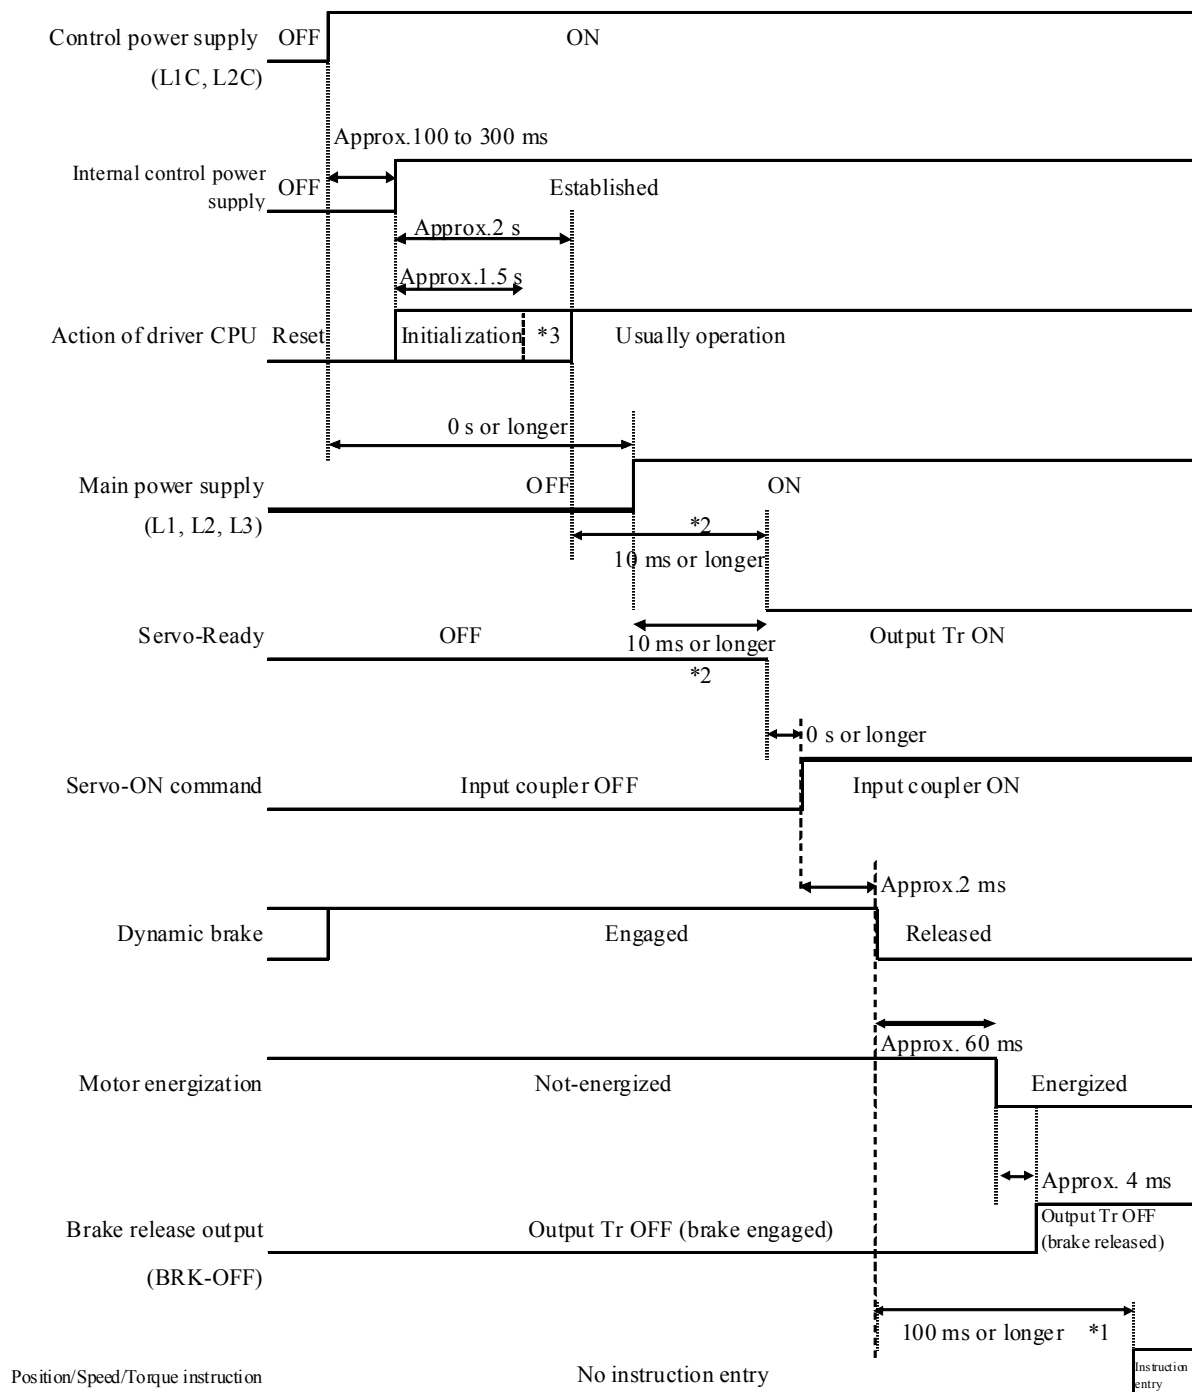 Control power supply OFF ON
(L1C, L2C)
Approx.100 to 300 ms
Internal control power
supply OFF Established
Approx.2 s
Approx.1.5 s
Action of driver CPU Reset Initialization *3 Usually operation
0 s or longer
Main power supply OFF ON
(L1, L2, L3)
*2
10 ms or longer
Servo-Ready OFF Output Tr ON
10 ms or longer
*2
0 s or longer
Servo-ON command Input coupler OFF Input coupler ON
Approx.2 ms
Dynamic brake Engaged Released
Approx. 60 ms
Motor energization Not-energized Energized
Approx. 4 ms
Brake release output Output Tr OFF (brake engaged) Output Tr OFF
(brake released)
(BRK-OFF)
100 ms or longer *1
Position/Speed/Torque instruction No instruction entry Instruction
entry